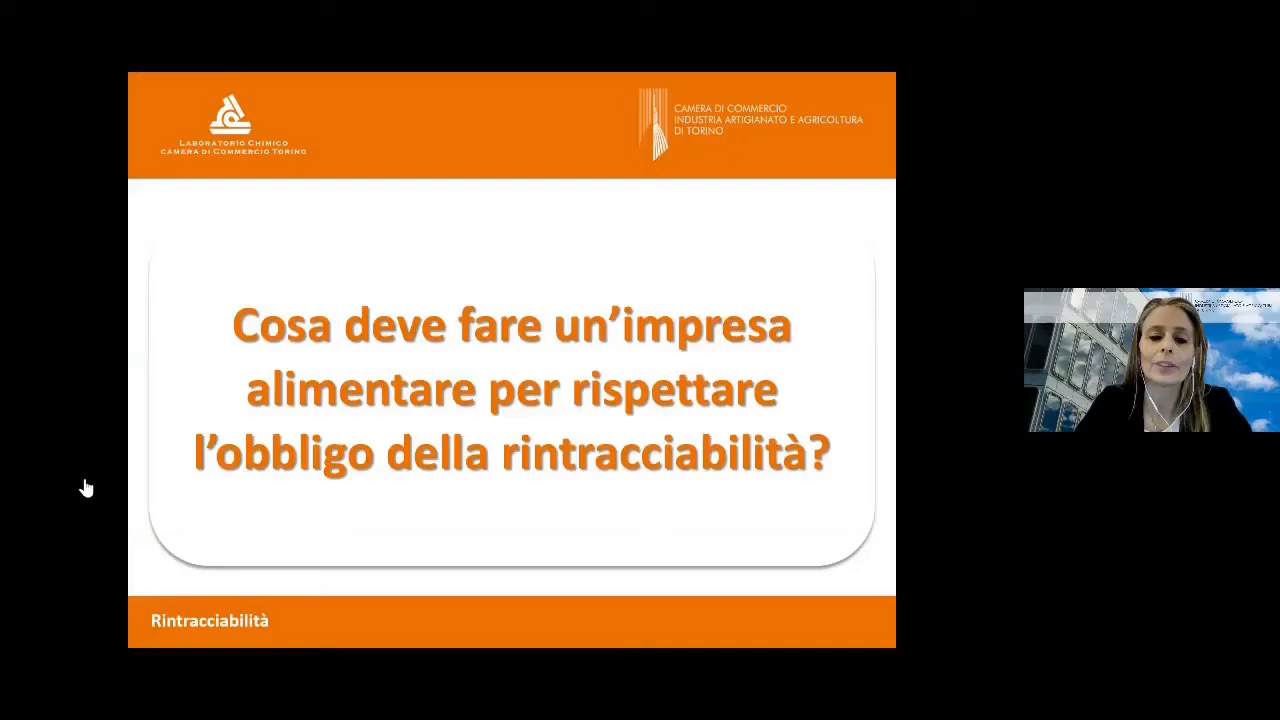 LABORATORIO CHIMICO
CAMERA DI COMMERCIO TORINO
CAMERA DI COMMERCIO
INDUSTRIA ARTIGIANATO E AGRICOLTURA
DI TORINO
Cosa deve fare un’impresa
alimentare per rispettare
l’obbligo della rintracciabilità?
Rintracciabilità